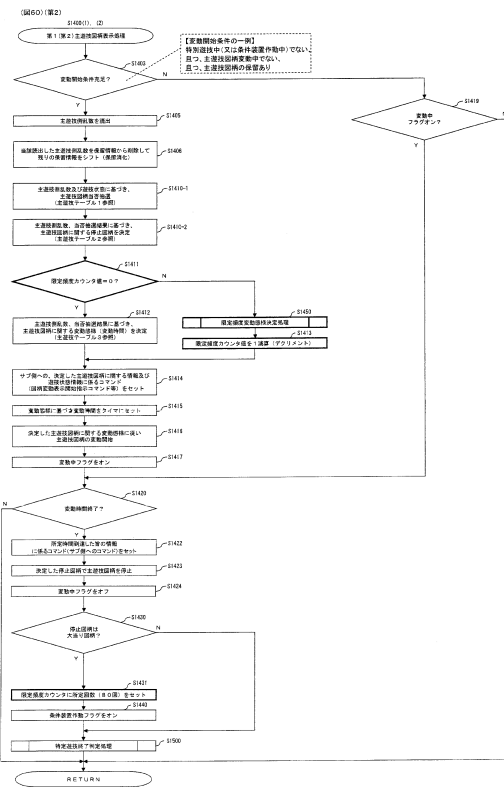 (図60)(第2)
S1400(1), (2)
第1(第2)主遊技図柄表示処理
【変動開始条件の一例】
特別遊技中(又は条件装置作動中)でない、
且つ、主遊技図柄変動中でない、
且つ、主遊技図柄の保留あり
S1403
変動開始条件充足?
N
Y
S1419
変動中
フラグオン?
N
Y
S1405
主遊技側乱数を読出
S1406
当該読出した主遊技側乱数を保留情報から削除して
残りの保留情報をシフト(保留消化)
S1410-1
主遊技側乱数及び遊技状態に基づき、
主遊技図柄当否抽選
(主遊技テーブル1参照)
S1410-2
主遊技側乱数、当否抽選結果に基づき、
主遊技図柄に関する停止図柄を決定
(主遊技テーブル2参照)
S1411
限定頻度カウンタ値=0?
N
Y
S1412
主遊技側乱数、当否抽選結果に基づき、
主遊技図柄に関する変動態様(変動時間)を決定
(主遊技テーブル3参照)
S1450
限定頻度変動態様決定処理
S1413
限定頻度カウンタ値を1減算(デクリメント)
S1414
サブ側への、決定した主遊技図柄に関する情報及び
遊技状態情報に係るコマンド
(図柄変動表示開始指示コマンド等)をセット
S1415
変動態様に基づき変動時間をタイマにセット
S1416
決定した主遊技図柄に関する変動態様に従い
主遊技図柄の変動開始
S1417
変動中フラグをオン
S1420
変動時間終了?
N
Y
S1422
所定時間到達した旨の情報
に係るコマンド(サブ側へのコマンド)をセット
S1423
決定した停止図柄で主遊技図柄を停止
S1424
変動中フラグをオフ
S1430
停止図柄は
大当り図柄?
N
Y
S1431
限定頻度カウンタに所定回数(80回)をセット
S1440
条件装置作動フラグをオン
S1500
特定遊技終了判定処理
RETURN